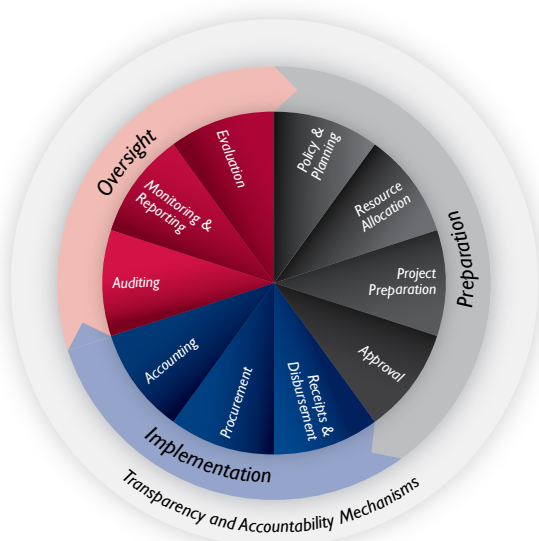 Policy &
Planning
Resource
Allocation
Project
Preparation
Approval
Receipts &
Disbursement
Procurement
Accounting
Auditing
Monitoring &
Reporting
Evaluation
Preparation
Implementation
Oversight
Transparency and Accountability Mechanisms